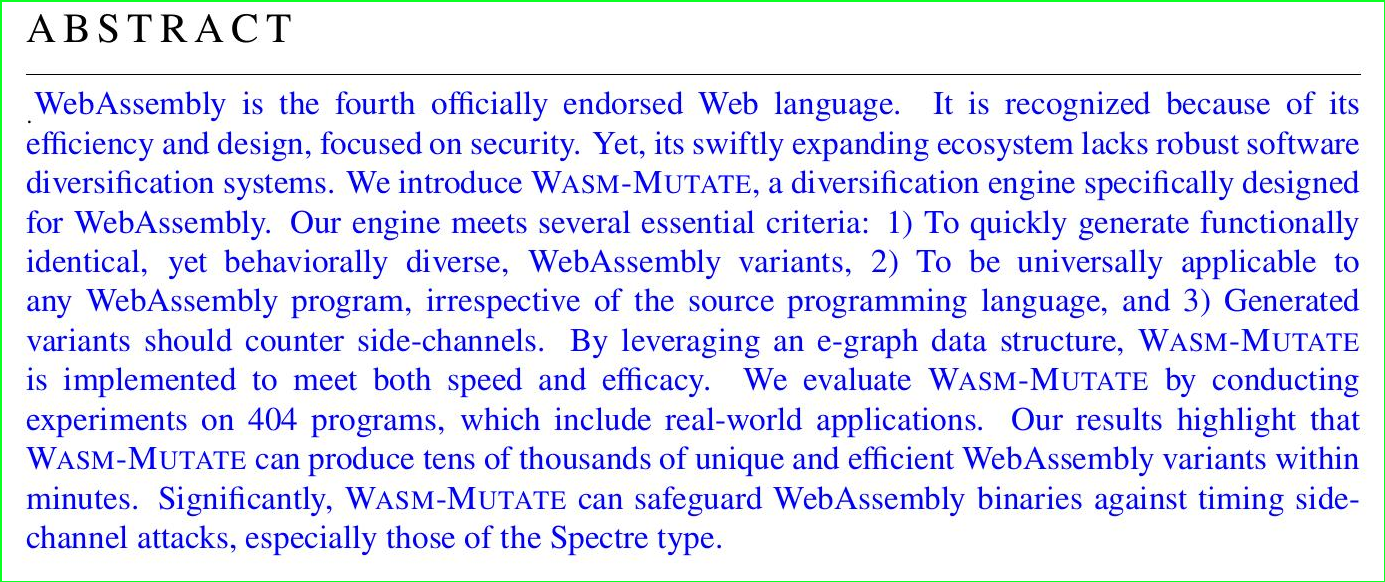 ABSTRACT
WebAssembly is the fourth officially endorsed Web language. It is recognized because of its
efficiency and design, focused on security. Yet, its swiftly expanding ecosystem lacks robust software
diversification systems. We introduce WASM-MUTATE, a diversification engine specifically designed
for WebAssembly. Our engine meets several essential criteria: 1) To quickly generate functionally
identical, yet behaviorally diverse, WebAssembly variants, 2) To be universally applicable to
any WebAssembly program, irrespective of the source programming language, and 3) Generated
variants should counter side-channels. By leveraging an e-graph data structure, WASM-MUTATE
is implemented to meet both speed and efficacy. We evaluate WASM-MUTATE by conducting
experiments on 404 programs, which include real-world applications. Our results highlight that
WASM-MUTATE can produce tens of thousands of unique and efficient WebAssembly variants within
minutes. Significantly, WASM-MUTATE can safeguard WebAssembly binaries against timing side-
channel attacks, especially those of the Spectre type.